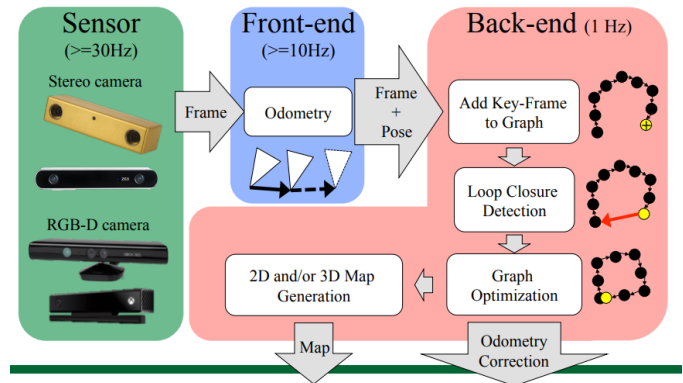 Sensor
(>=30Hz)
Stereo camera
RGB-D camera
Frame
Front-end
(>=10Hz)
Odometry
Frame
+
Pose
Back-end (1 Hz)
Add Key-Frame
to Graph
Loop Closure
Detection
Graph
Optimization
2D and/or 3D Map
Generation
Map
Odometry
Correction